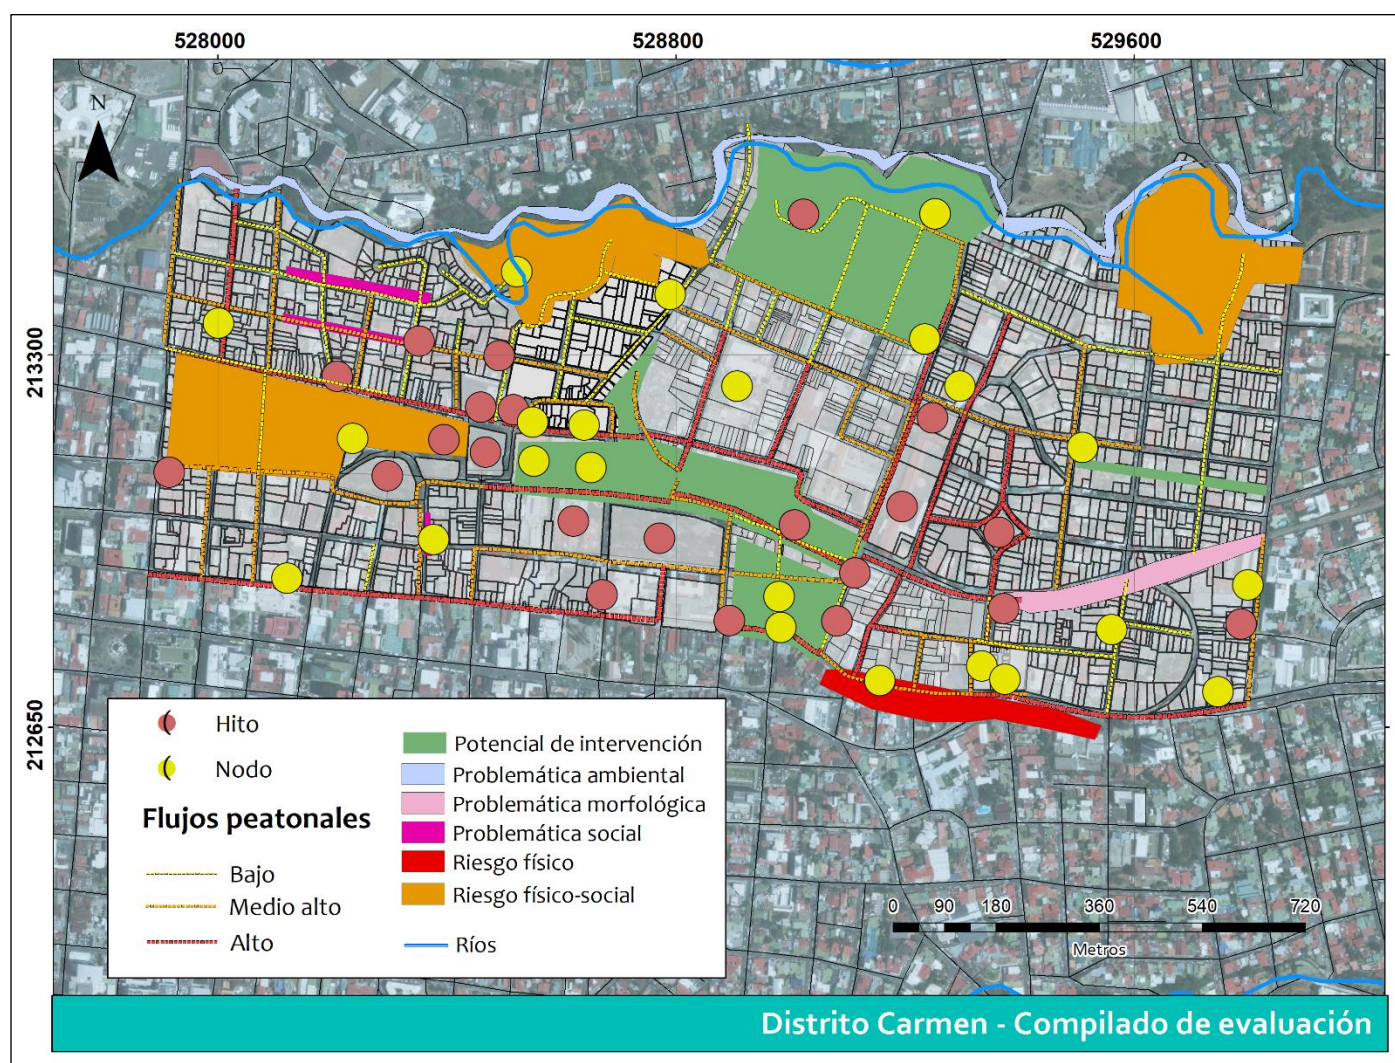 528000
528800
529600
N
213300
212650
Hito
Nodo
Flujos peatonales
Bajo
Medio alto
Alto
Potencial de intervención
Problemática ambiental
Problemática morfológica
Problemática social
Riesgo físico
Riesgo físico-social
Ríos
0 90 180 360 540 720
Metros
Distrito Carmen - Compilado de evaluación